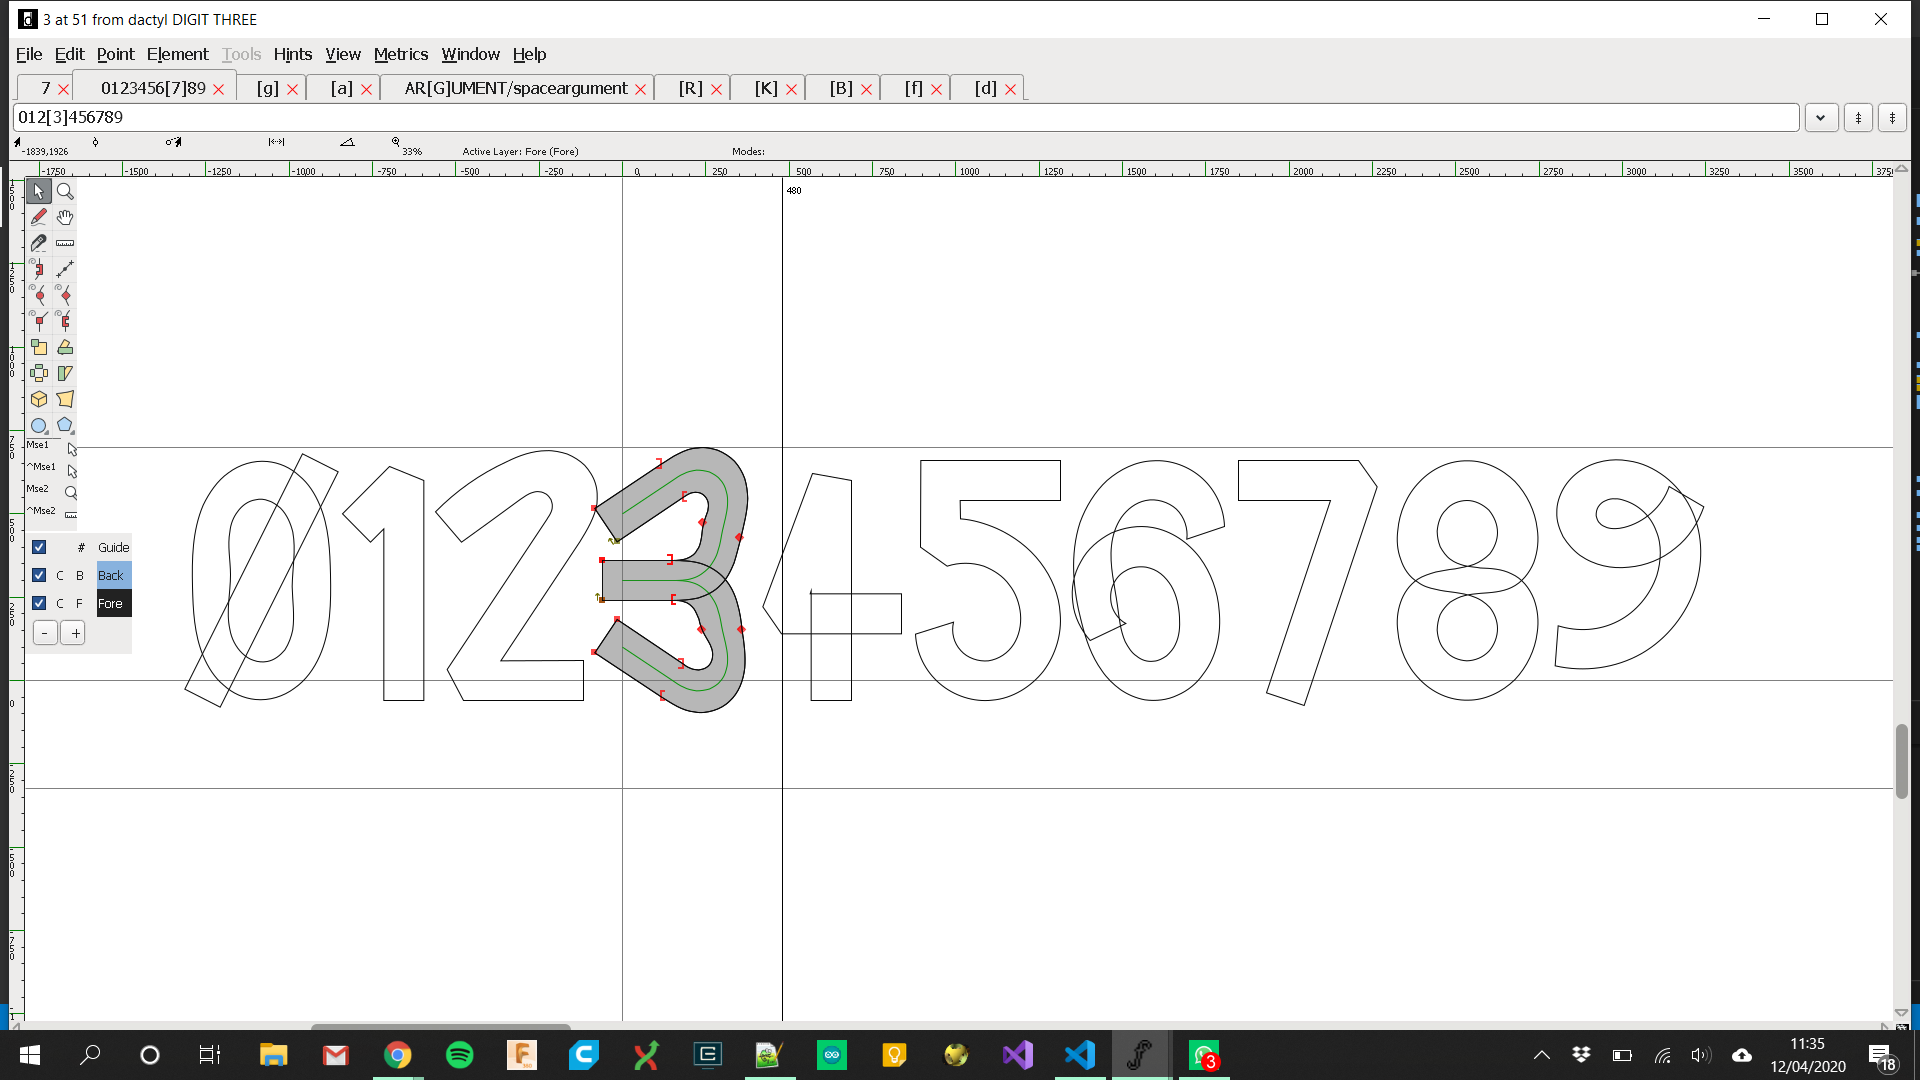 3 at 51 from dactyl DIGIT THREE
File Edit Point Element Tools Hints View Metrics Window Help
7 0123456[7]89 [g] [a] AR[G]UMENT/spaceargument [R] [K] [B] [f] [d]
012[3]456789
-1839,1926 33% Active Layer: Fore (Fore) Modes:
-1750 -1500 -1250 -1000 -750 -500 -250 0 250 500 750 1000 1250 1500 1750 2000 2250 2500 2750 3000 3250 3500 3750
480
Mse1
^Mse1
Mse2
^Mse2
# Guide
C B Back
C F Fore
- +
0123456789
11:35
12/04/2020
3
18